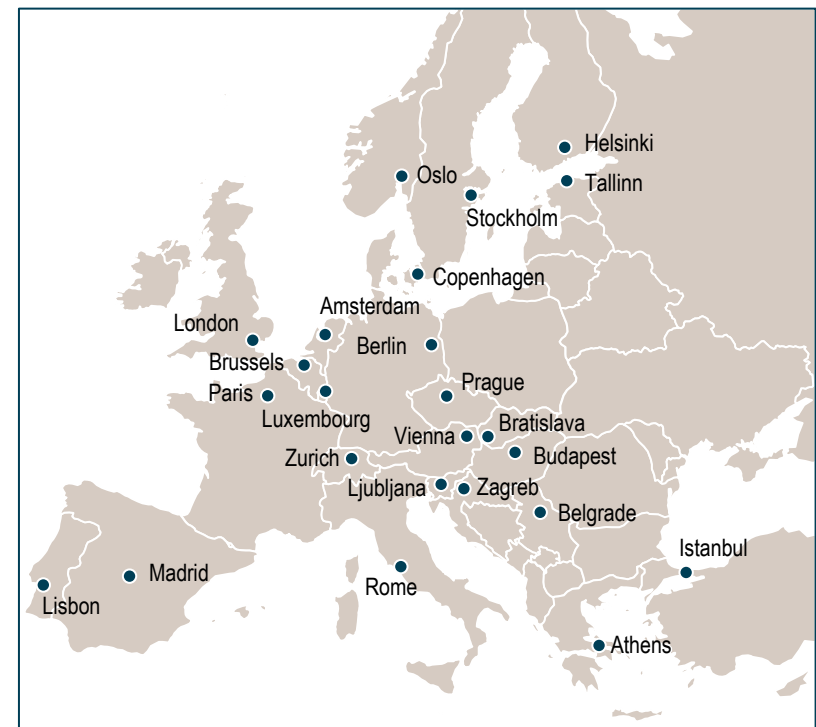 Helsinki
Oslo
Tallinn
Stockholm
Copenhagen
Amsterdam
London
Berlin
Brussels
Paris
Prague
Luxembourg
Vienna
Bratislava
Zurich
Budapest
Ljubljana
Zagreb
Belgrade
Istanbul
Madrid
Rome
Lisbon
Athens